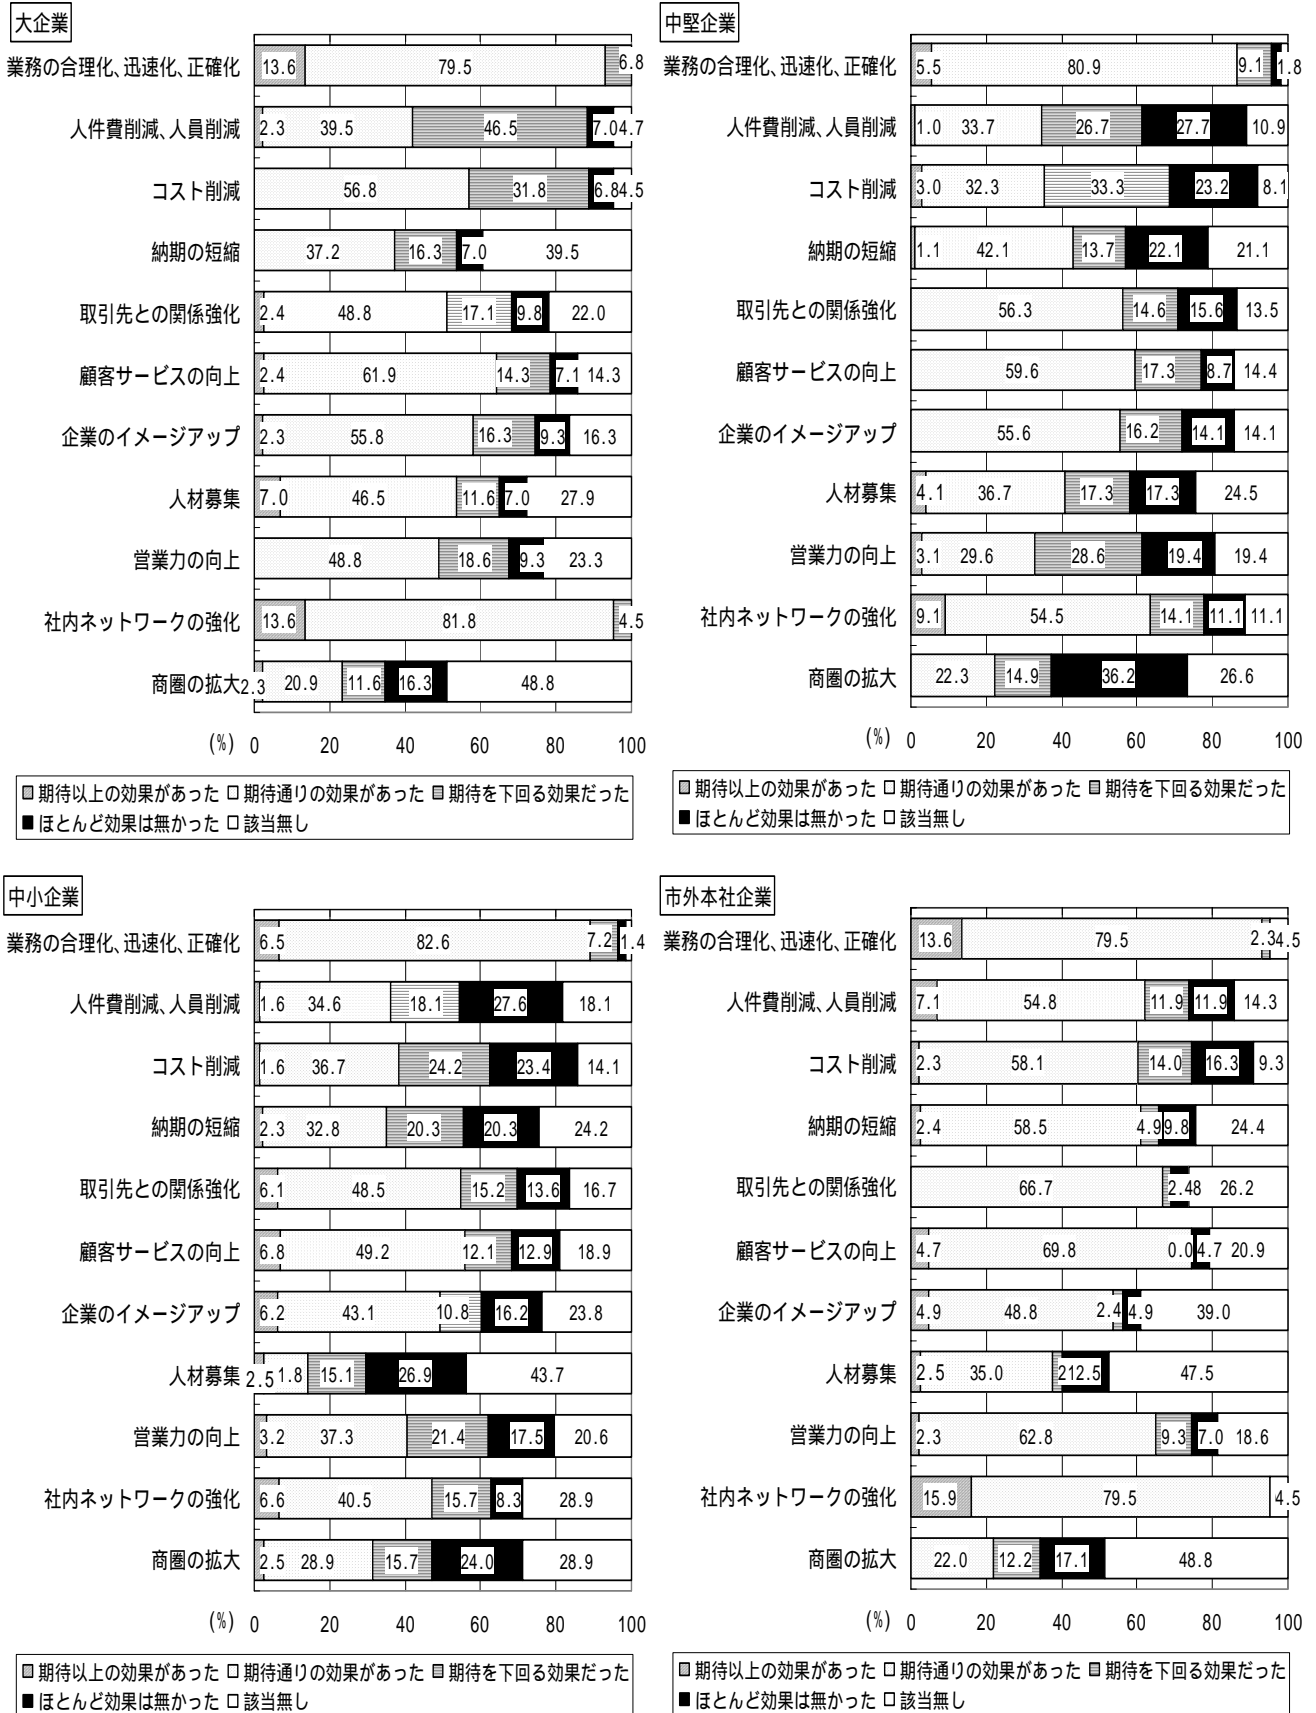 大企業
業務の合理化、迅速化、正確化 13.6 79.5 6.8
人件費削減、人員削減 2.3 39.5 46.5 7.0 4.7
コスト削減 56.8 31.8 6.8 4.5
納期の短縮 37.2 16.3 7.0 39.5
取引先との関係強化 2.4 48.8 17.1 9.8 22.0
顧客サービスの向上 2.4 61.9 14.3 7.1 14.3
企業のイメージアップ 2.3 55.8 16.3 9.3 16.3
人材募集 7.0 46.5 11.6 7.0 27.9
営業力の向上 48.8 18.6 9.3 23.3
社内ネットワークの強化 13.6 81.8 4.5
商圏の拡大 2.3 20.9 11.6 16.3 48.8
(%) 0 20 40 60 80 100
期待以上の効果があった 期待通りの効果があった 期待を下回る効果だった
ほとんど効果は無かった 該当無し
中堅企業
業務の合理化、迅速化、正確化 5.5 80.9 9.1 1.8
人件費削減、人員削減 1.0 33.7 26.7 27.7 10.9
コスト削減 3.0 32.3 33.3 23.2 8.1
納期の短縮 1.1 42.1 13.7 22.1 21.1
取引先との関係強化 56.3 14.6 15.6 13.5
顧客サービスの向上 59.6 17.3 8.7 14.4
企業のイメージアップ 55.6 16.2 14.1 14.1
人材募集 4.1 36.7 17.3 17.3 24.5
営業力の向上 3.1 29.6 28.6 19.4 19.4
社内ネットワークの強化 9.1 54.5 14.1 11.1 11.1
商圏の拡大 22.3 14.9 36.2 26.6
(%) 0 20 40 60 80 100
期待以上の効果があった 期待通りの効果があった 期待を下回る効果だった
ほとんど効果は無かった 該当無し
中小企業
業務の合理化、迅速化、正確化 6.5 82.6 7.2 1.4
人件費削減、人員削減 1.6 34.6 18.1 27.6 18.1
コスト削減 1.6 36.7 24.2 23.4 14.1
納期の短縮 2.3 32.8 20.3 20.3 24.2
取引先との関係強化 6.1 48.5 15.2 13.6 16.7
顧客サービスの向上 6.8 49.2 12.1 12.9 18.9
企業のイメージアップ 6.2 43.1 10.8 16.2 23.8
人材募集 2.5 1.8 15.1 26.9 43.7
営業力の向上 3.2 37.3 21.4 17.5 20.6
社内ネットワークの強化 6.6 40.5 15.7 8.3 28.9
商圏の拡大 2.5 28.9 15.7 24.0 28.9
(%) 0 20 40 60 80 100
期待以上の効果があった 期待通りの効果があった 期待を下回る効果だった
ほとんど効果は無かった 該当無し
市外本社企業
業務の合理化、迅速化、正確化 13.6 79.5 2.3 4.5
人件費削減、人員削減 7.1 54.8 11.9 11.9 14.3
コスト削減 2.3 58.1 14.0 16.3 9.3
納期の短縮 2.4 58.5 4.9 9.8 24.4
取引先との関係強化 66.7 2.48 26.2
顧客サービスの向上 4.7 69.8 0.0 4.7 20.9
企業のイメージアップ 4.9 48.8 2.4 4.9 39.0
人材募集 2.5 35.0 212.5 47.5
営業力の向上 2.3 62.8 9.3 7.0 18.6
社内ネットワークの強化 15.9 79.5 4.5
商圏の拡大 22.0 12.2 17.1 48.8
(%) 0 20 40 60 80 100
期待以上の効果があった 期待通りの効果があった 期待を下回る効果だった
ほとんど効果は無かった 該当無し